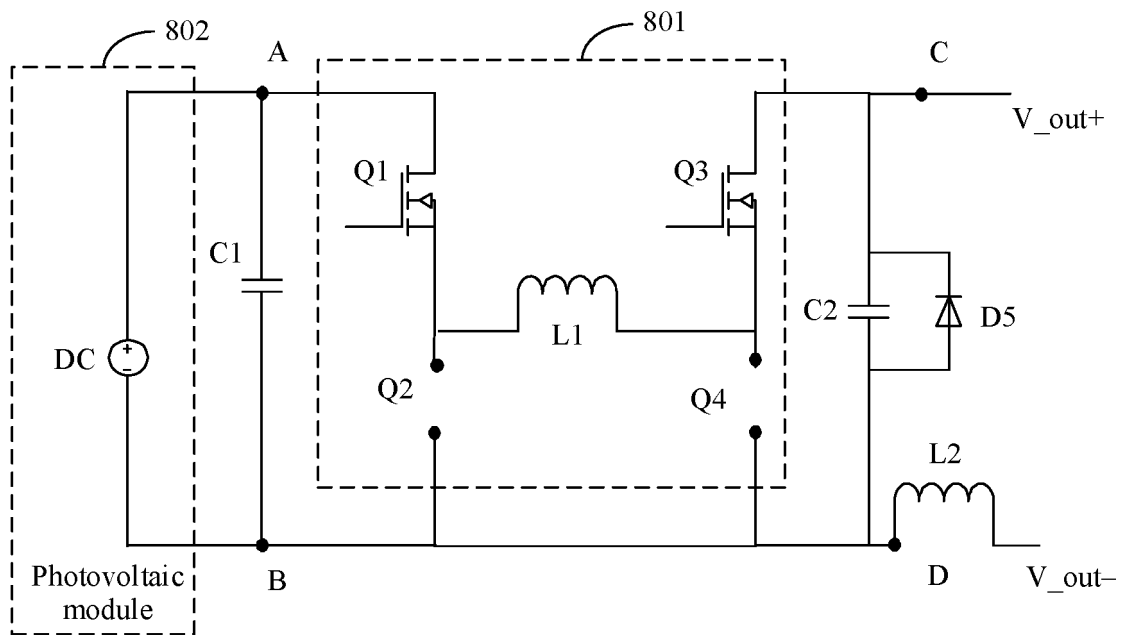 802
A
801
C
V_out+
Q1
Q3
C1
L1
C2
D5
DC
+
–
Q2
Q4
L2
Photovoltaic
module
B
D
V_out–